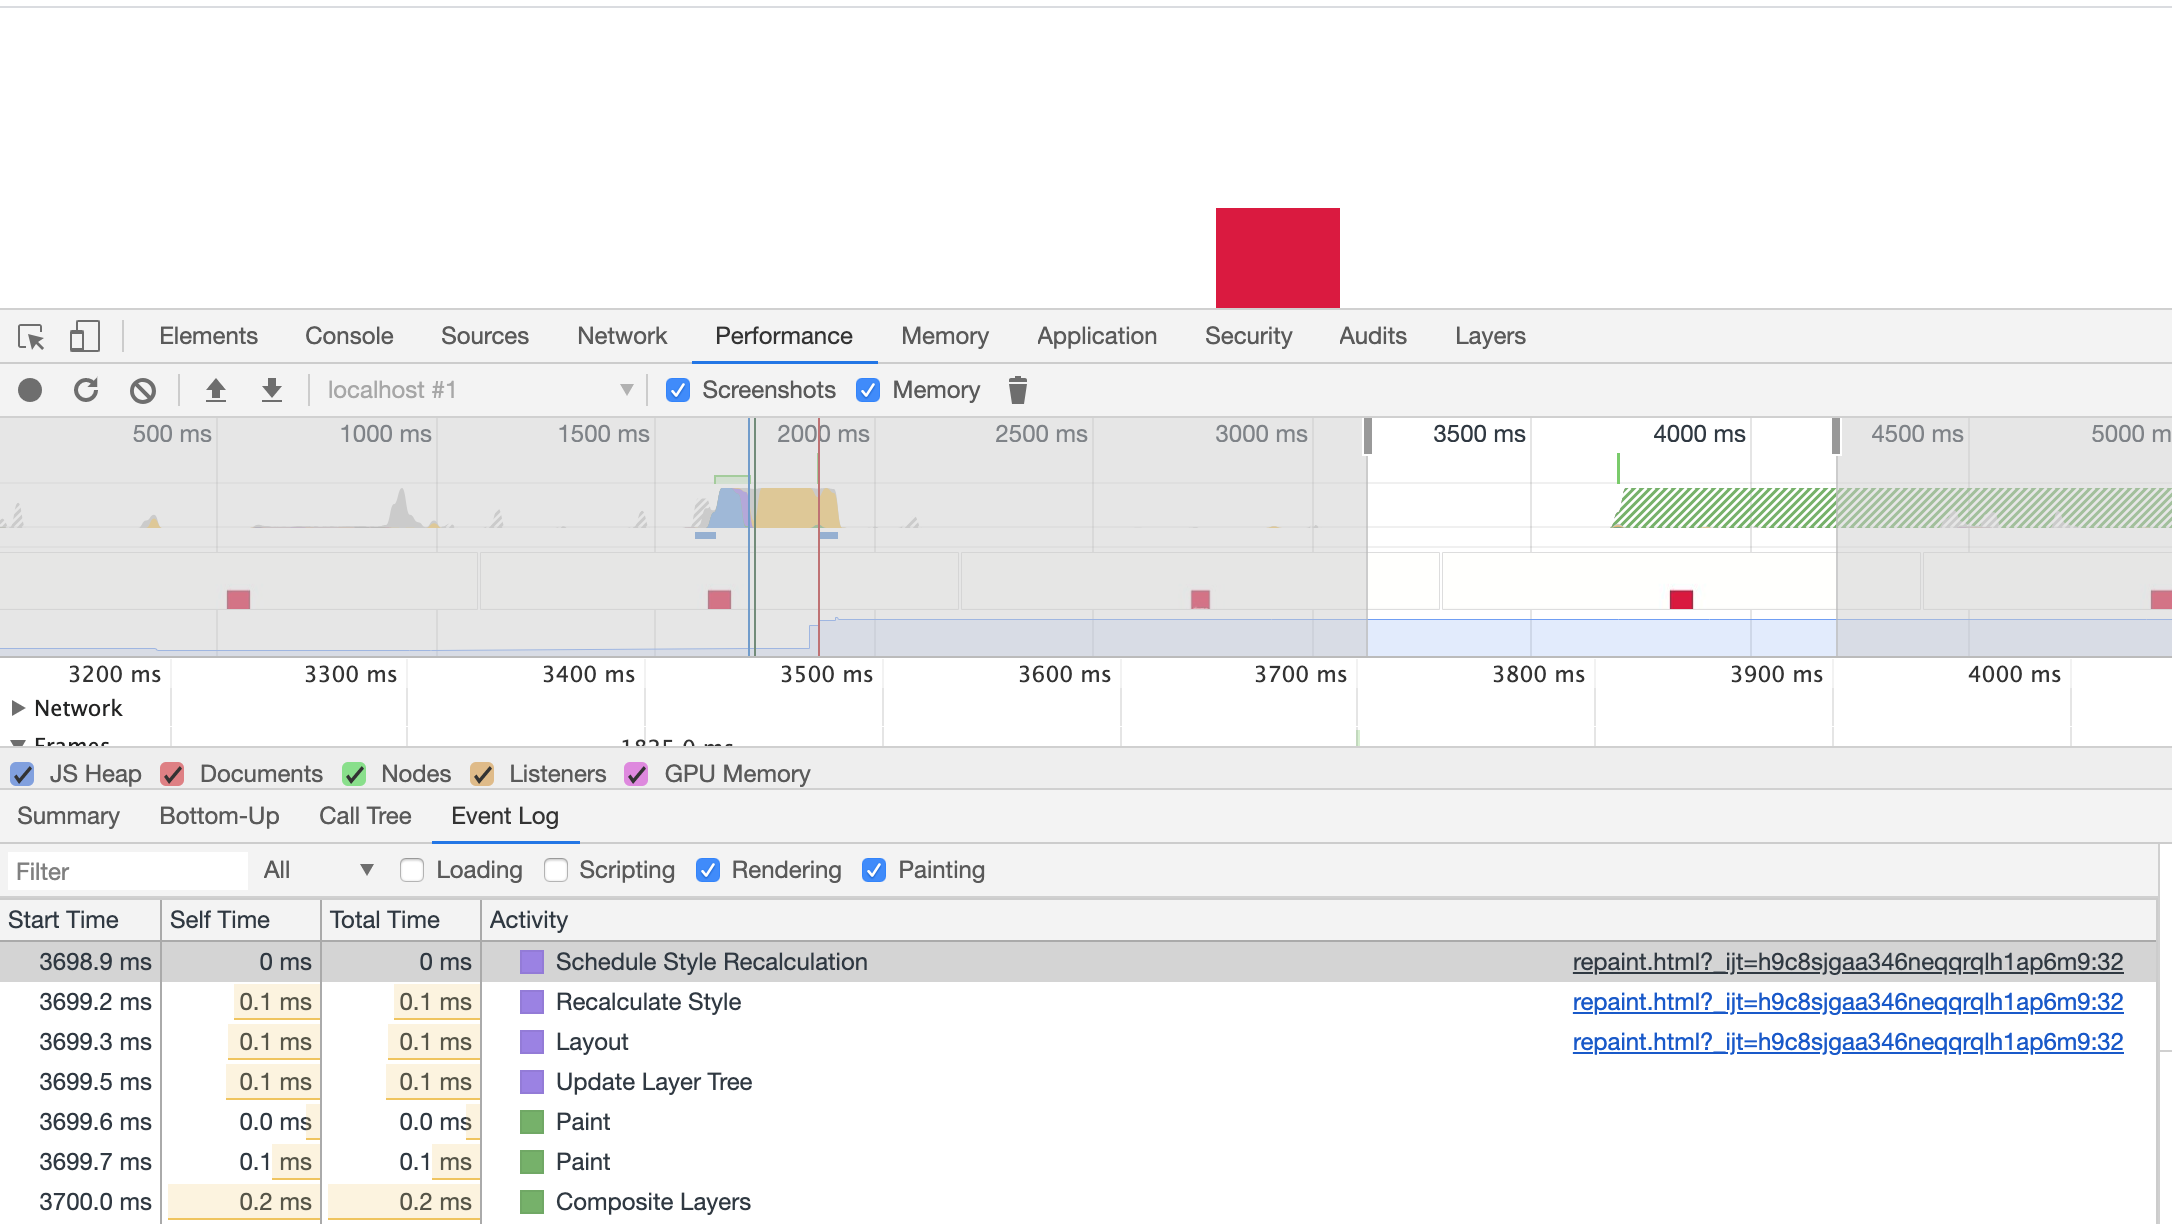 Elements Console Sources Network Performance Memory Application Security Audits Layers
localhost #1 Screenshots Memory
500 ms 1000 ms 1500 ms 2000 ms 2500 ms 3000 ms 3500 ms 4000 ms 4500 ms 5000 m
3200 ms 3300 ms 3400 ms 3500 ms 3600 ms 3700 ms 3800 ms 3900 ms 4000 ms
Network
Frames 1825.0 ms
JS Heap Documents Nodes Listeners GPU Memory
Summary Bottom-Up Call Tree Event Log
Filter All Loading Scripting Rendering Painting
Start Time Self Time Total Time Activity
3698.9 ms 0 ms 0 ms Schedule Style Recalculation repaint.html?_ijt=h9c8sjgaa346neqqrqlh1ap6m9:32
3699.2 ms 0.1 ms 0.1 ms Recalculate Style repaint.html?_ijt=h9c8sjgaa346neqqrqlh1ap6m9:32
3699.3 ms 0.1 ms 0.1 ms Layout repaint.html?_ijt=h9c8sjgaa346neqqrqlh1ap6m9:32
3699.5 ms 0.1 ms 0.1 ms Update Layer Tree
3699.6 ms 0.0 ms 0.0 ms Paint
3699.7 ms 0.1 ms 0.1 ms Paint
3700.0 ms 0.2 ms 0.2 ms Composite Layers